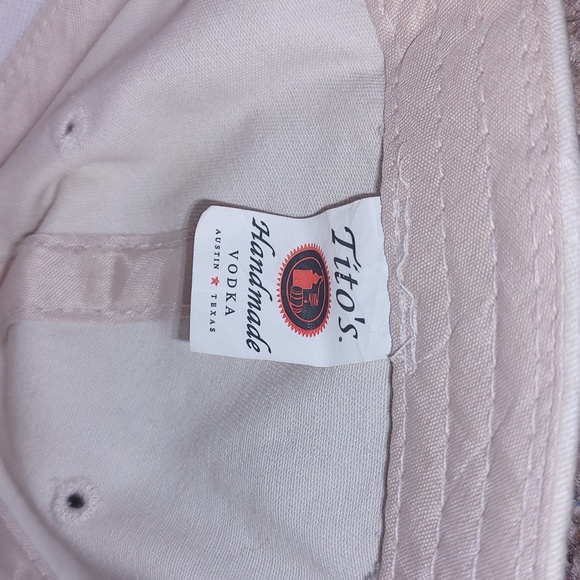 Tito's.
Handmade
VODKA
AUSTIN ★ TEXAS